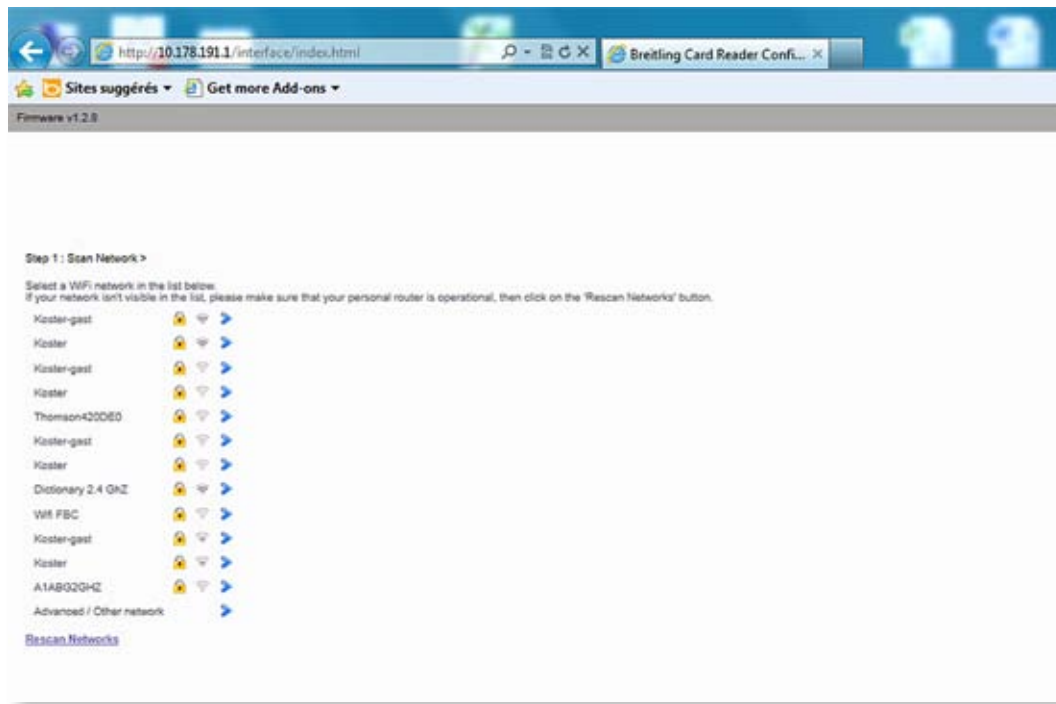 http://10.178.191.1/interface/index.html
Breitling Card Reader Confi...
Sites suggérés
Get more Add-ons
Firmware v1.2.8
Step 1 : Scan Network >
Select a WiFi network in the list below.
If your network isn't visible in the list, please make sure that your personal router is operational, then click on the 'Rescan Networks' button.
Koster-gast
Koster
Koster-gast
Koster
Thomson420DE0
Koster-gast
Koster
Dictionary 2.4 GhZ
Wifi FBC
Koster-gast
Koster
A1ABG2GHZ
Advanced / Other network
Rescan Networks